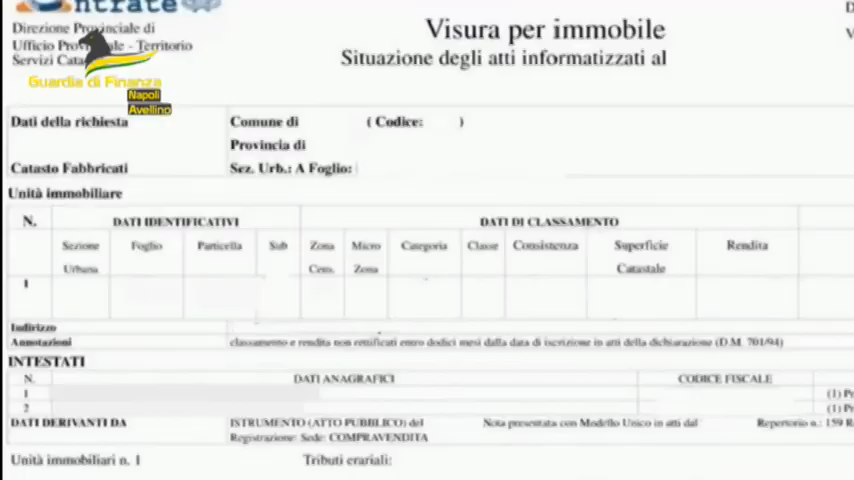 ntrate
Direzione Provinciale di
Ufficio Provinciale - Territorio
Servizi Cata
Guardia di Finanza
Napoli
Avellino
Visura per immobile
Situazione degli atti informatizzati al
D
V
Dati della richiesta
Comune di ( Codice: )
Provincia di
Catasto Fabbricati
Sez. Urb.: A Foglio:
Unità immobiliare
N. DATI IDENTIFICATIVI DATI DI CLASSAMENTO
Sezione Foglio Particella Sub Zona Micro Categoria Classe Consistenza Superficie Rendita
Urbana Cens. Zona Catastale
1
Indirizzo
Annotazioni classamento e rendita non rettificati entro dodici mesi dalla data di iscrizione in atti della dichiarazione (D.M. 701/94)
INTESTATI
N. DATI ANAGRAFICI CODICE FISCALE
1 (1) Pr
2 (1) Pr
DATI DERIVANTI DA ISTRUMENTO (ATTO PUBBLICO) del Nota presentata con Modello Unico in atti dal Repertorio n.: 159 R
Registrazione: Sede: COMPRAVENDITA
Unità immobiliari n. 1 Tributi erariali: